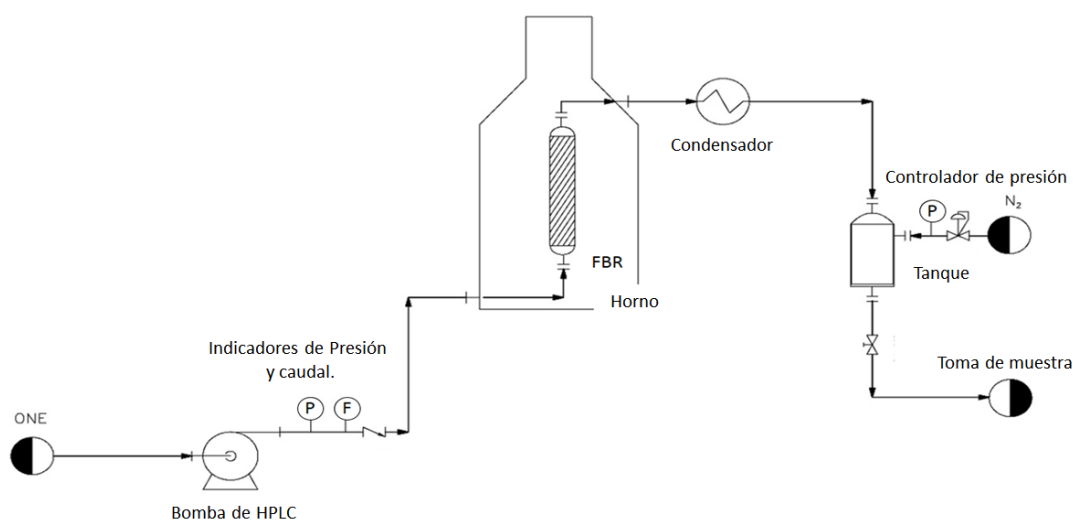 Condensador
Controlador de presión
N₂
P
FBR
Tanque
Horno
Indicadores de Presión
y caudal.
Toma de muestra
P
F
ONE
Bomba de HPLC